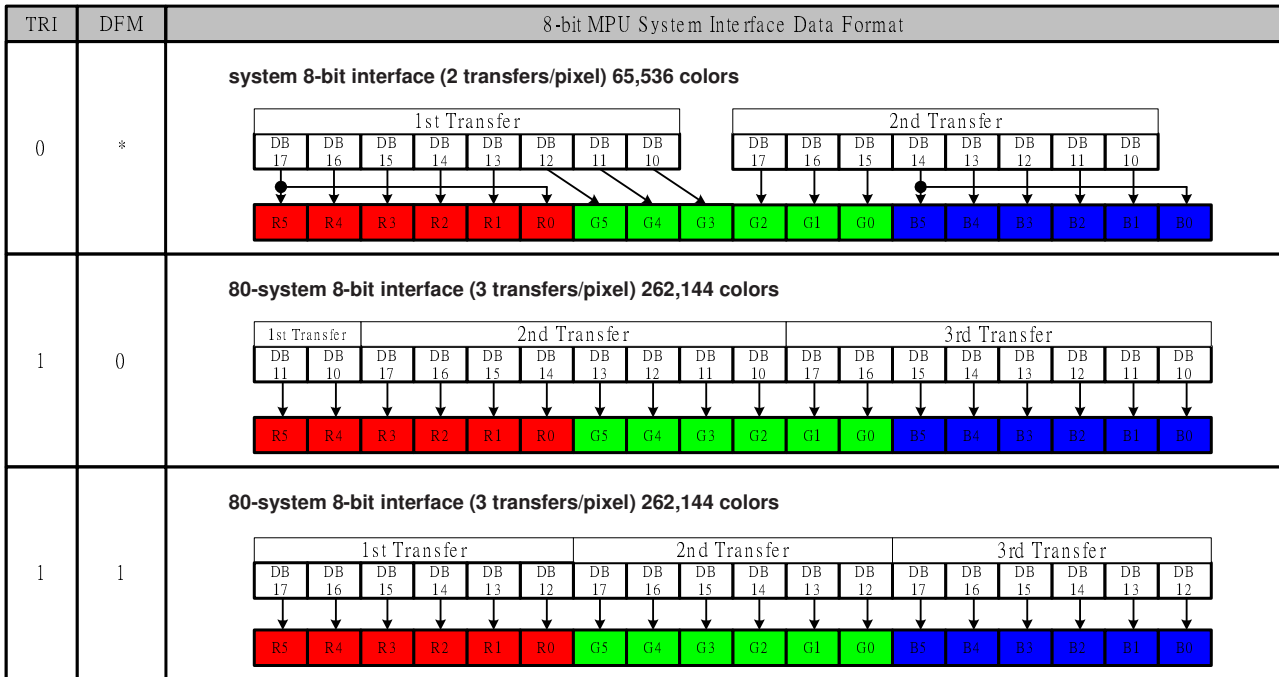 TRI DFM 8-bit MPU System Interface Data Format
system 8-bit interface (2 transfers/pixel) 65,536 colors
0 *
1st Transfer 2nd Transfer
DB 17 DB 16 DB 15 DB 14 DB 13 DB 12 DB 11 DB 10 DB 17 DB 16 DB 15 DB 14 DB 13 DB 12 DB 11 DB 10
R5 R4 R3 R2 R1 R0 G5 G4 G3 G2 G1 G0 B5 B4 B3 B2 B1 B0
80-system 8-bit interface (3 transfers/pixel) 262,144 colors
1 0
1st Transfer 2nd Transfer 3rd Transfer
DB 11 DB 10 DB 17 DB 16 DB 15 DB 14 DB 13 DB 12 DB 11 DB 10 DB 17 DB 16 DB 15 DB 14 DB 13 DB 12 DB 11 DB 10
R5 R4 R3 R2 R1 R0 G5 G4 G3 G2 G1 G0 B5 B4 B3 B2 B1 B0
80-system 8-bit interface (3 transfers/pixel) 262,144 colors
1 1
1st Transfer 2nd Transfer 3rd Transfer
DB 17 DB 16 DB 15 DB 14 DB 13 DB 12 DB 17 DB 16 DB 15 DB 14 DB 13 DB 12 DB 17 DB 16 DB 15 DB 14 DB 13 DB 12
R5 R4 R3 R2 R1 R0 G5 G4 G3 G2 G1 G0 B5 B4 B3 B2 B1 B0